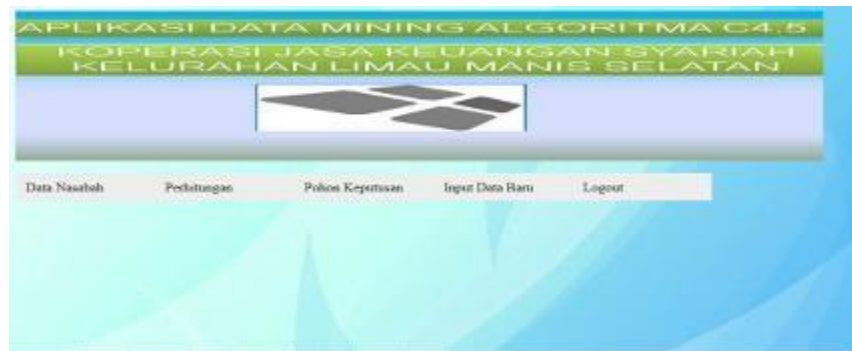 APLIKASI DATA MINING ALGORITMA C4.5
KOPERASI JASA KEUANGAN SYARIAH
KELURAHAN LIMAU MANIS SELATAN
Data Nasabah Perhitungan Pohon Keputusan Input Data Baru Logout